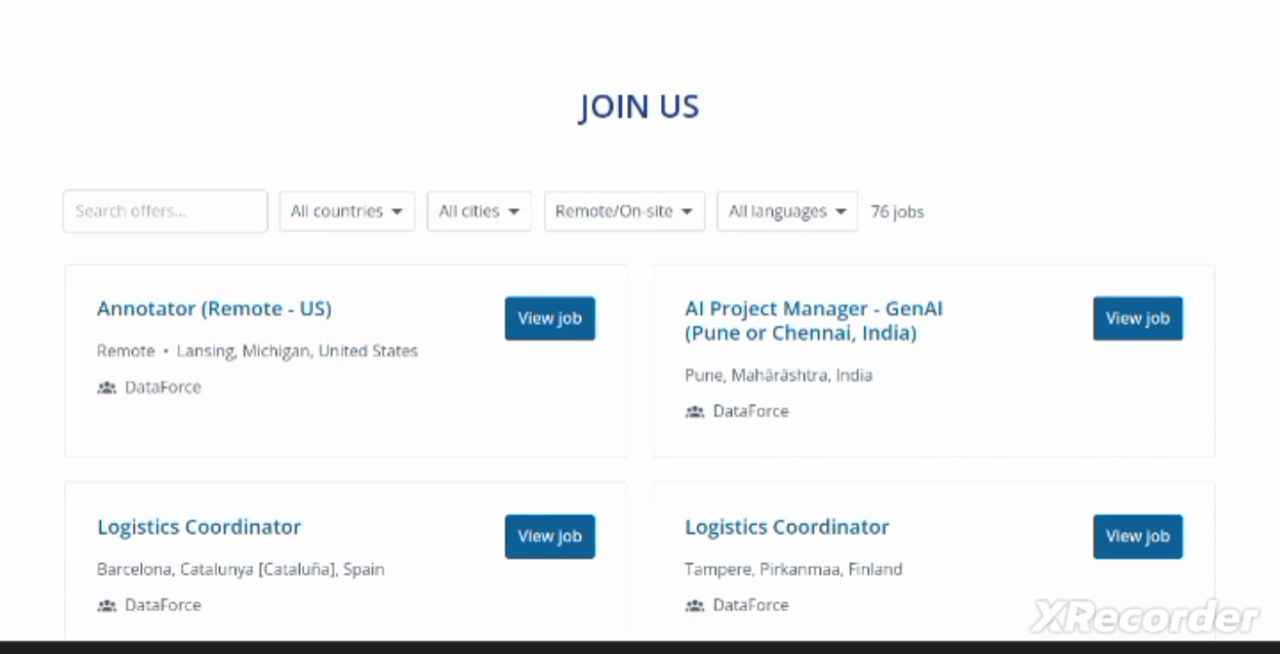 JOIN US
Search offers...
All countries
All cities
Remote/On-site
All languages
76 jobs
Annotator (Remote - US)
View job
Remote • Lansing, Michigan, United States
DataForce
AI Project Manager - GenAI
(Pune or Chennai, India)
View job
Pune, Mahārāshtra, India
DataForce
Logistics Coordinator
View job
Barcelona, Catalunya [Cataluña], Spain
DataForce
Logistics Coordinator
View job
Tampere, Pirkanmaa, Finland
DataForce
XRecorder